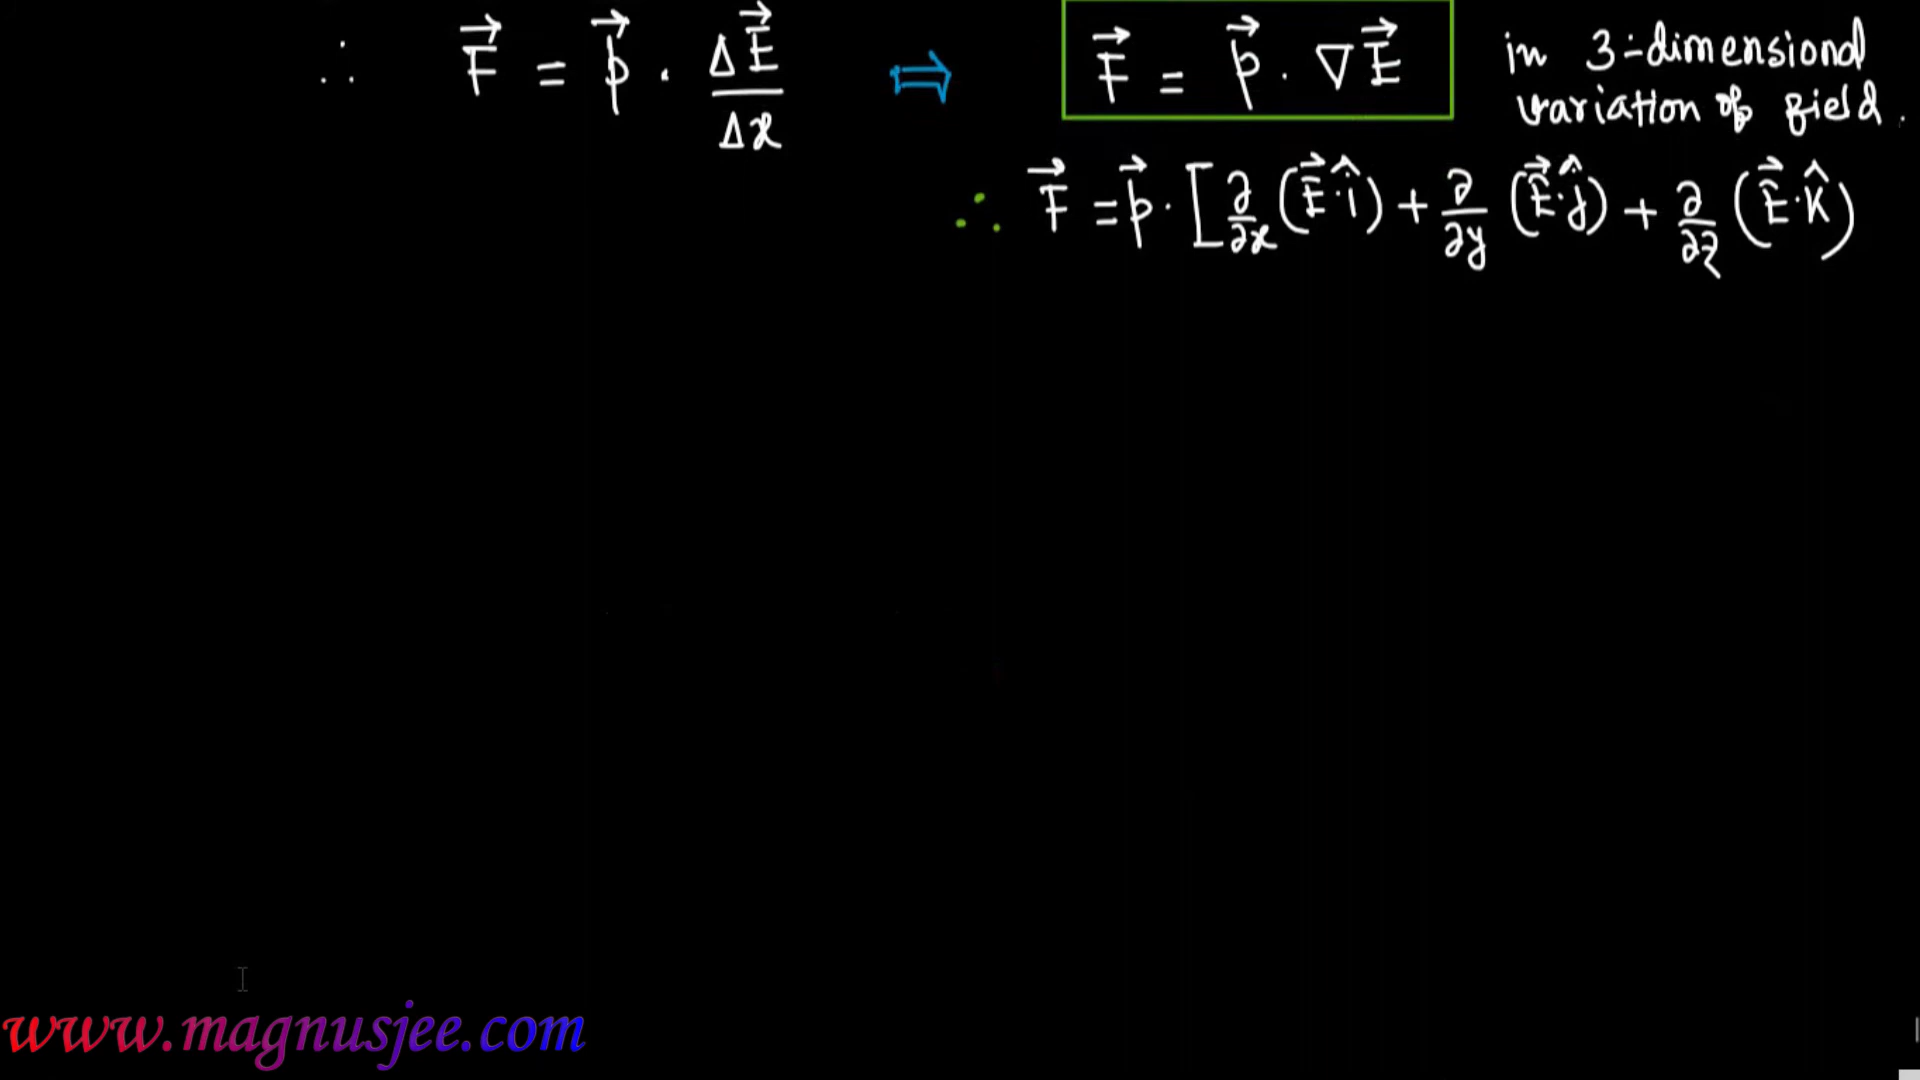 ∴ F⃗ = p⃗ · ΔE⃗/Δx ⇨ F⃗ = p⃗ · ∇E⃗ in 3-dimensional
variation of field.
∴ F⃗ = p⃗ · [∂/∂x (E⃗·î) + ∂/∂y (E⃗·ĵ) + ∂/∂z (E⃗·k̂)
www.magnusjee.com